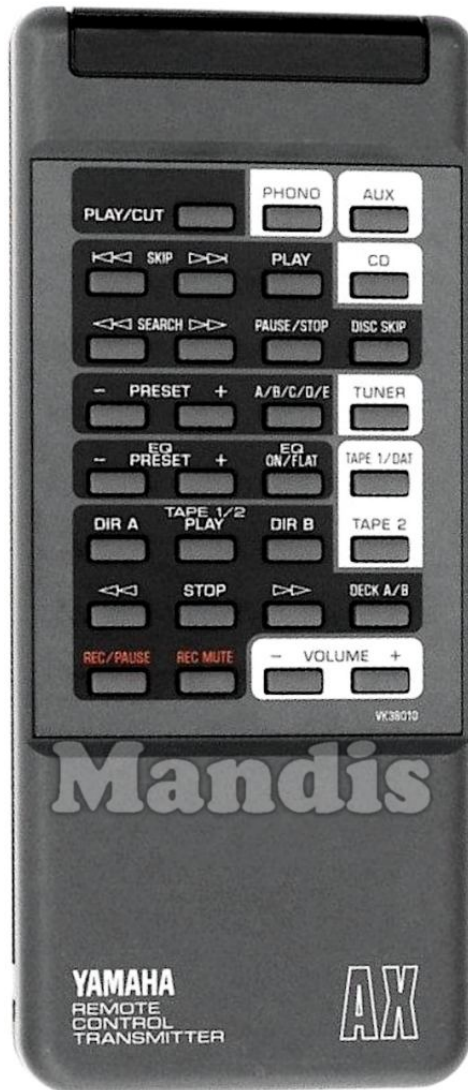 PHONO AUX
PLAY/CUT
SKIP PLAY CD
SEARCH PAUSE/STOP DISC SKIP
- PRESET + A/B/C/D/E TUNER
EQ EQ
- PRESET + ON/FLAT TAPE 1/DAT
TAPE 1/2
DIR A PLAY DIR B TAPE 2
STOP DECK A/B
REC/PAUSE REC MUTE - VOLUME +
VK38010
Mandis
YAMAHA
REMOTE
CONTROL
TRANSMITTER
AX